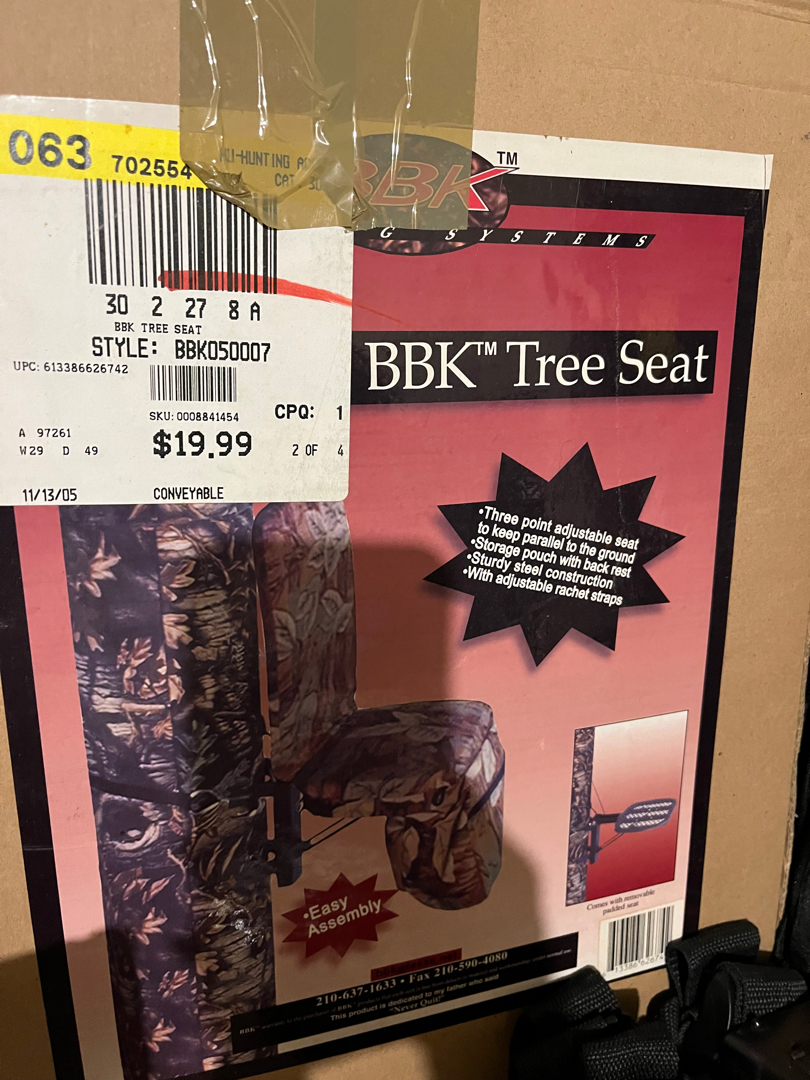 063
702554
CAT
30 2 27 8 A
BBK TREE SEAT
STYLE: BBK050007
UPC: 613386626742
SKU: 0008841454
CPQ: 1
A 97261
W29 D 49
$19.99
2 OF 4
11/13/05
CONVEYABLE
BBK™
G SYSTEMS
BBK™ Tree Seat
•Three point adjustable seat
to keep parallel to the ground
•Storage pouch with back rest
•Sturdy steel construction
•With adjustable rachet straps
•Easy
Assembly
Comes with removable
padded seat
210-637-1633 • Fax 210-590-4080
This product is dedicated to my father who said
"Never Quit!"